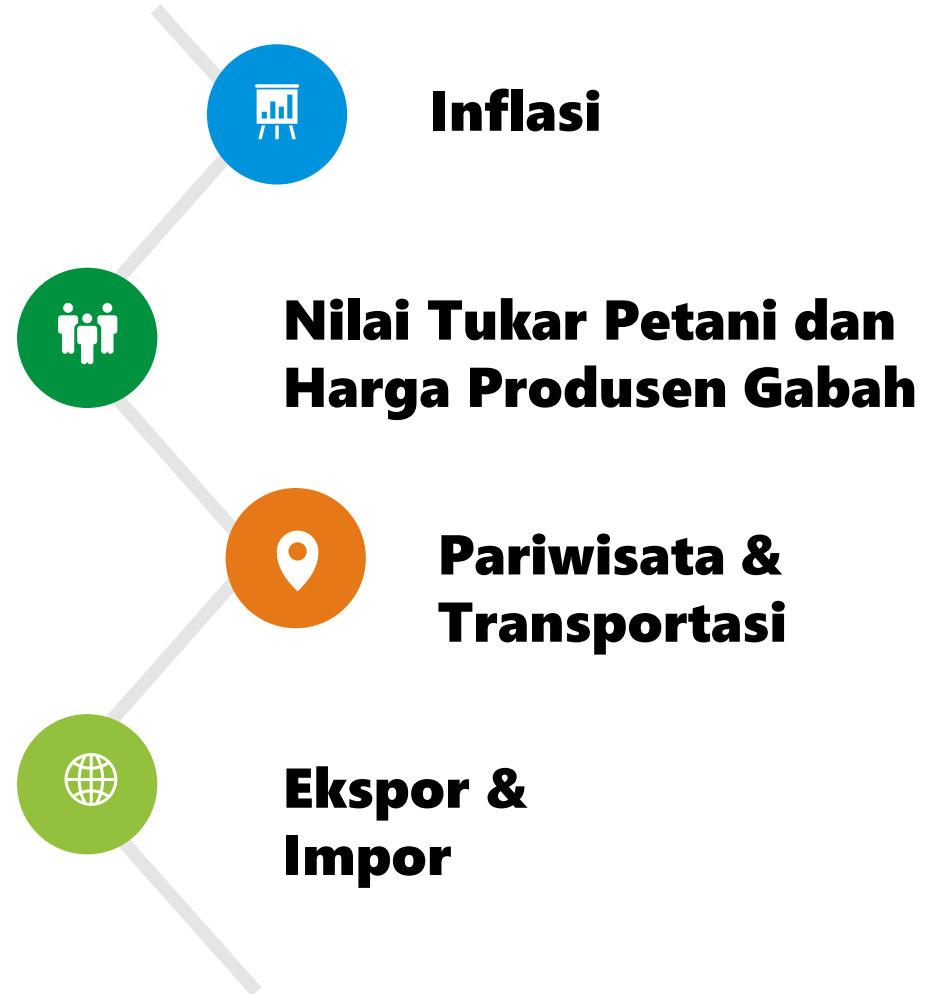 Inflasi
Nilai Tukar Petani dan
Harga Produsen Gabah
Pariwisata &
Transportasi
Ekspor &
Impor